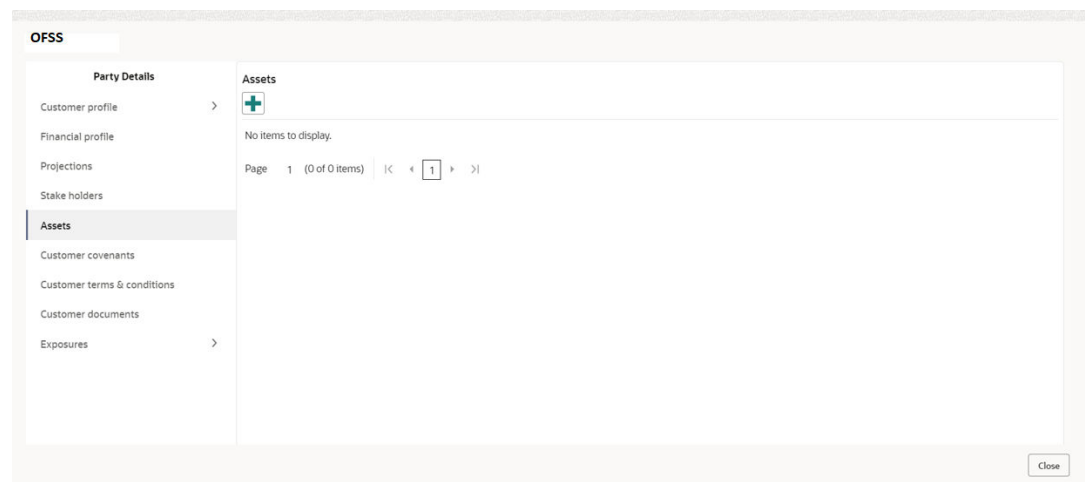 OFSS
Party Details
Customer profile
Financial profile
Projections
Stake holders
Assets
Customer covenants
Customer terms & conditions
Customer documents
Exposures
Assets
No items to display.
Page 1 (0 of 0 items) 1
Close